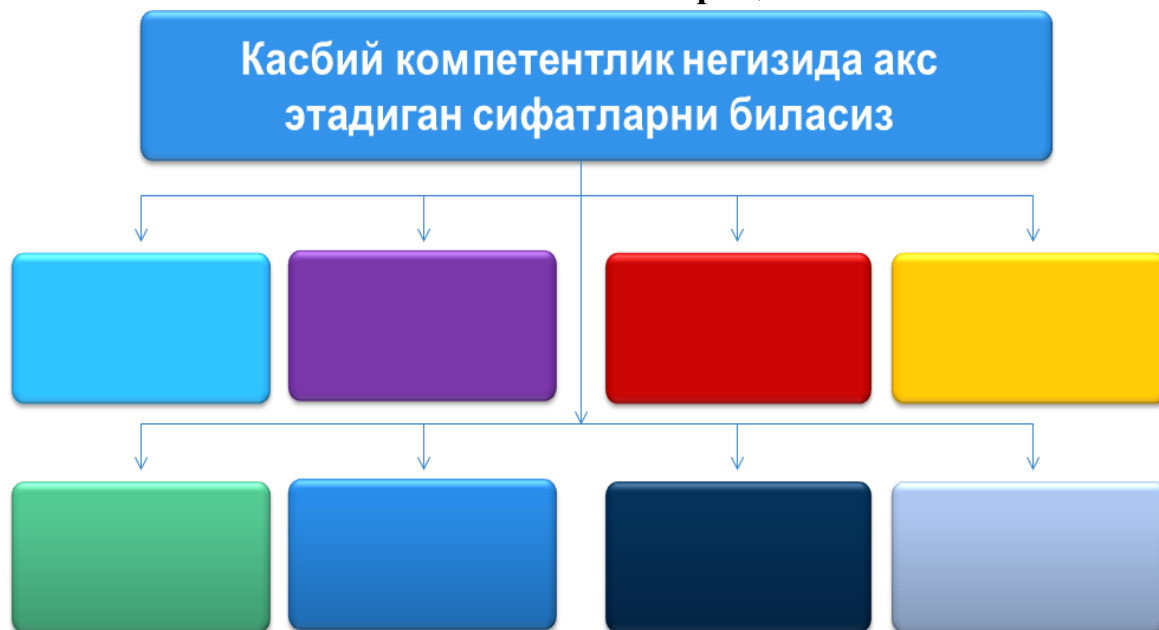 Касбий компетентлик негизида акс
этадиган сифатларни биласиз